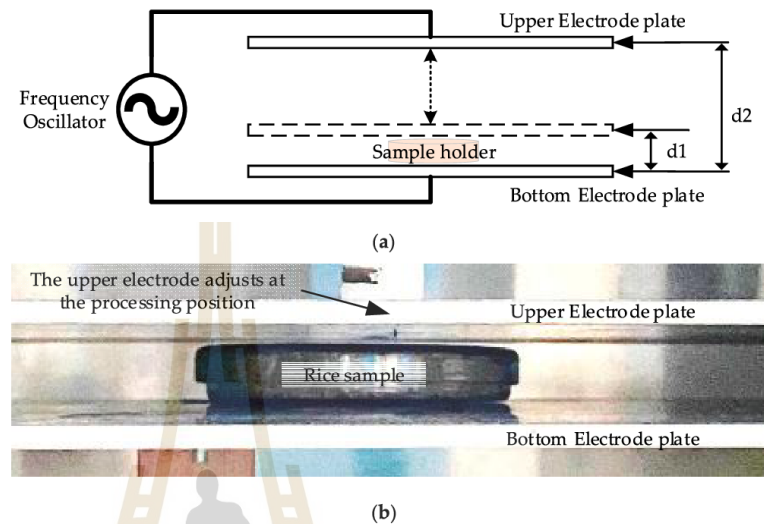 Upper Electrode plate
Frequency
Oscillator
d2
d1
Sample holder
Bottom Electrode plate
(a)
The upper electrode adjusts at
the processing position
Upper Electrode plate
Rice sample
Bottom Electrode plate
(b)